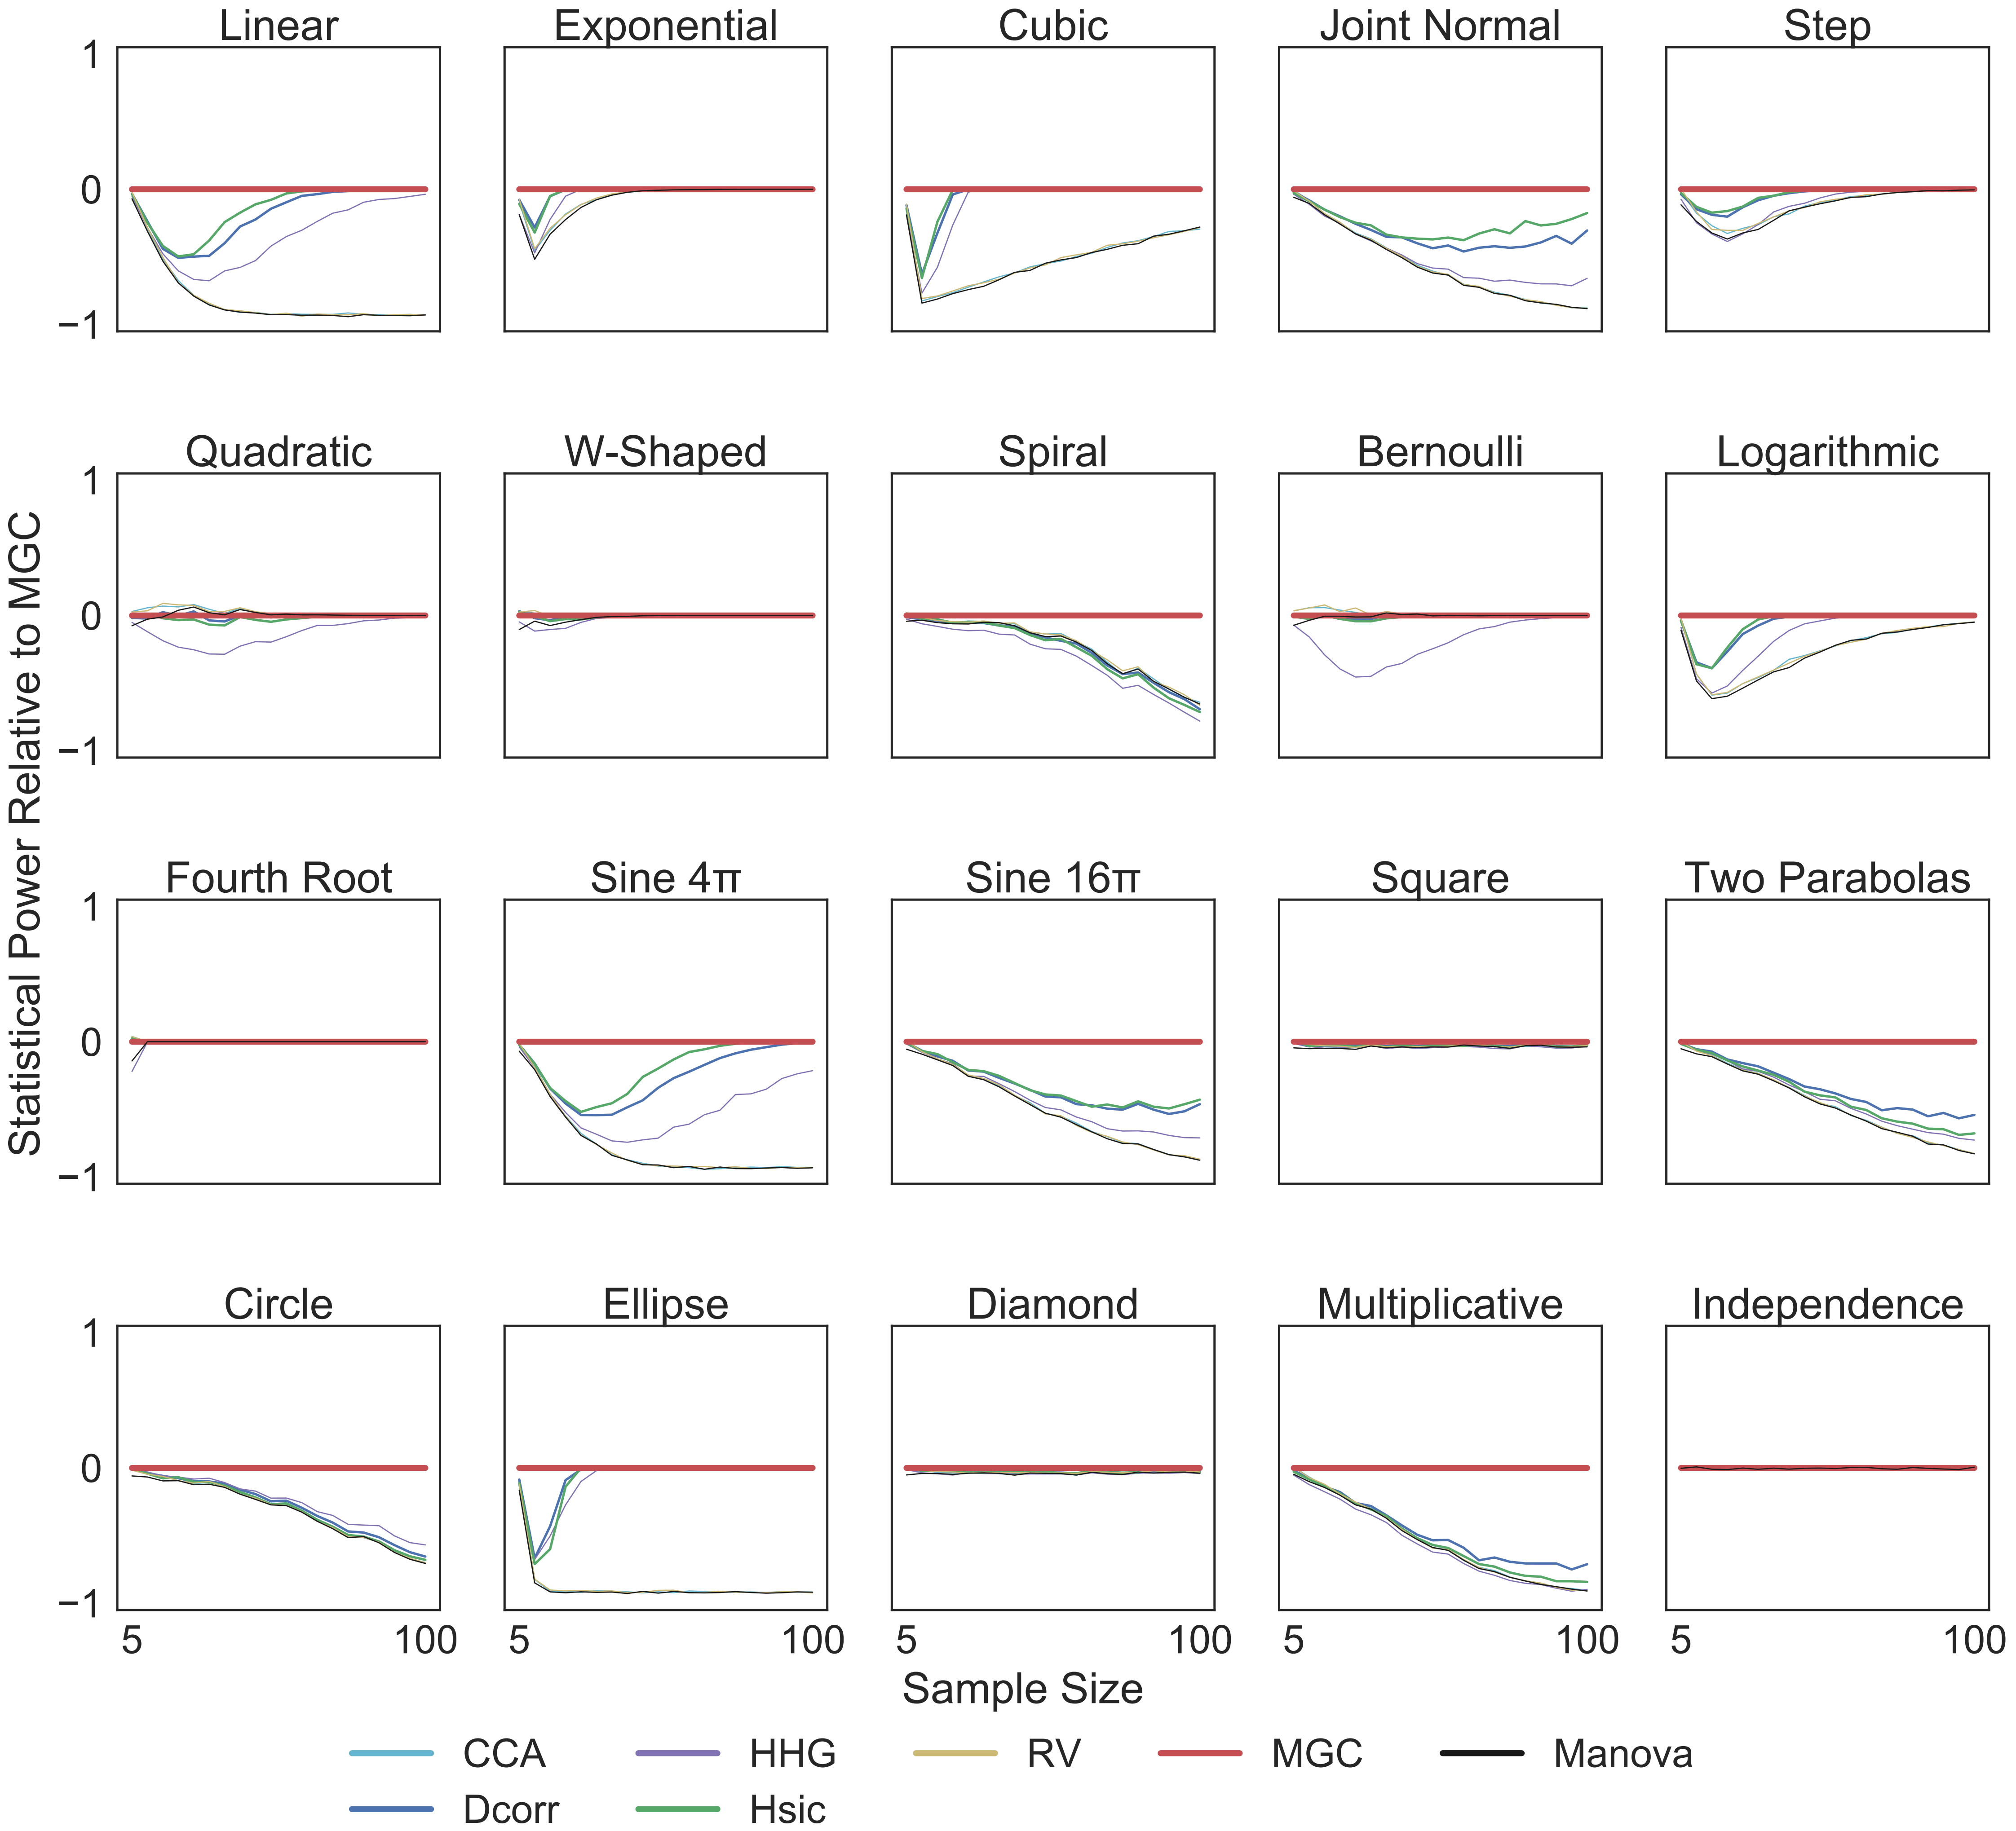 Linear Exponential Cubic Joint Normal Step
1
0
−1
Quadratic W-Shaped Spiral Bernoulli Logarithmic
1
0
−1
Statistical Power Relative to MGC
Fourth Root Sine 4π Sine 16π Square Two Parabolas
1
0
−1
Circle Ellipse Diamond Multiplicative Independence
1
0
−1
5 100 5 100 5 100 5 100 5 100
Sample Size
CCA HHG RV MGC Manova
Dcorr Hsic